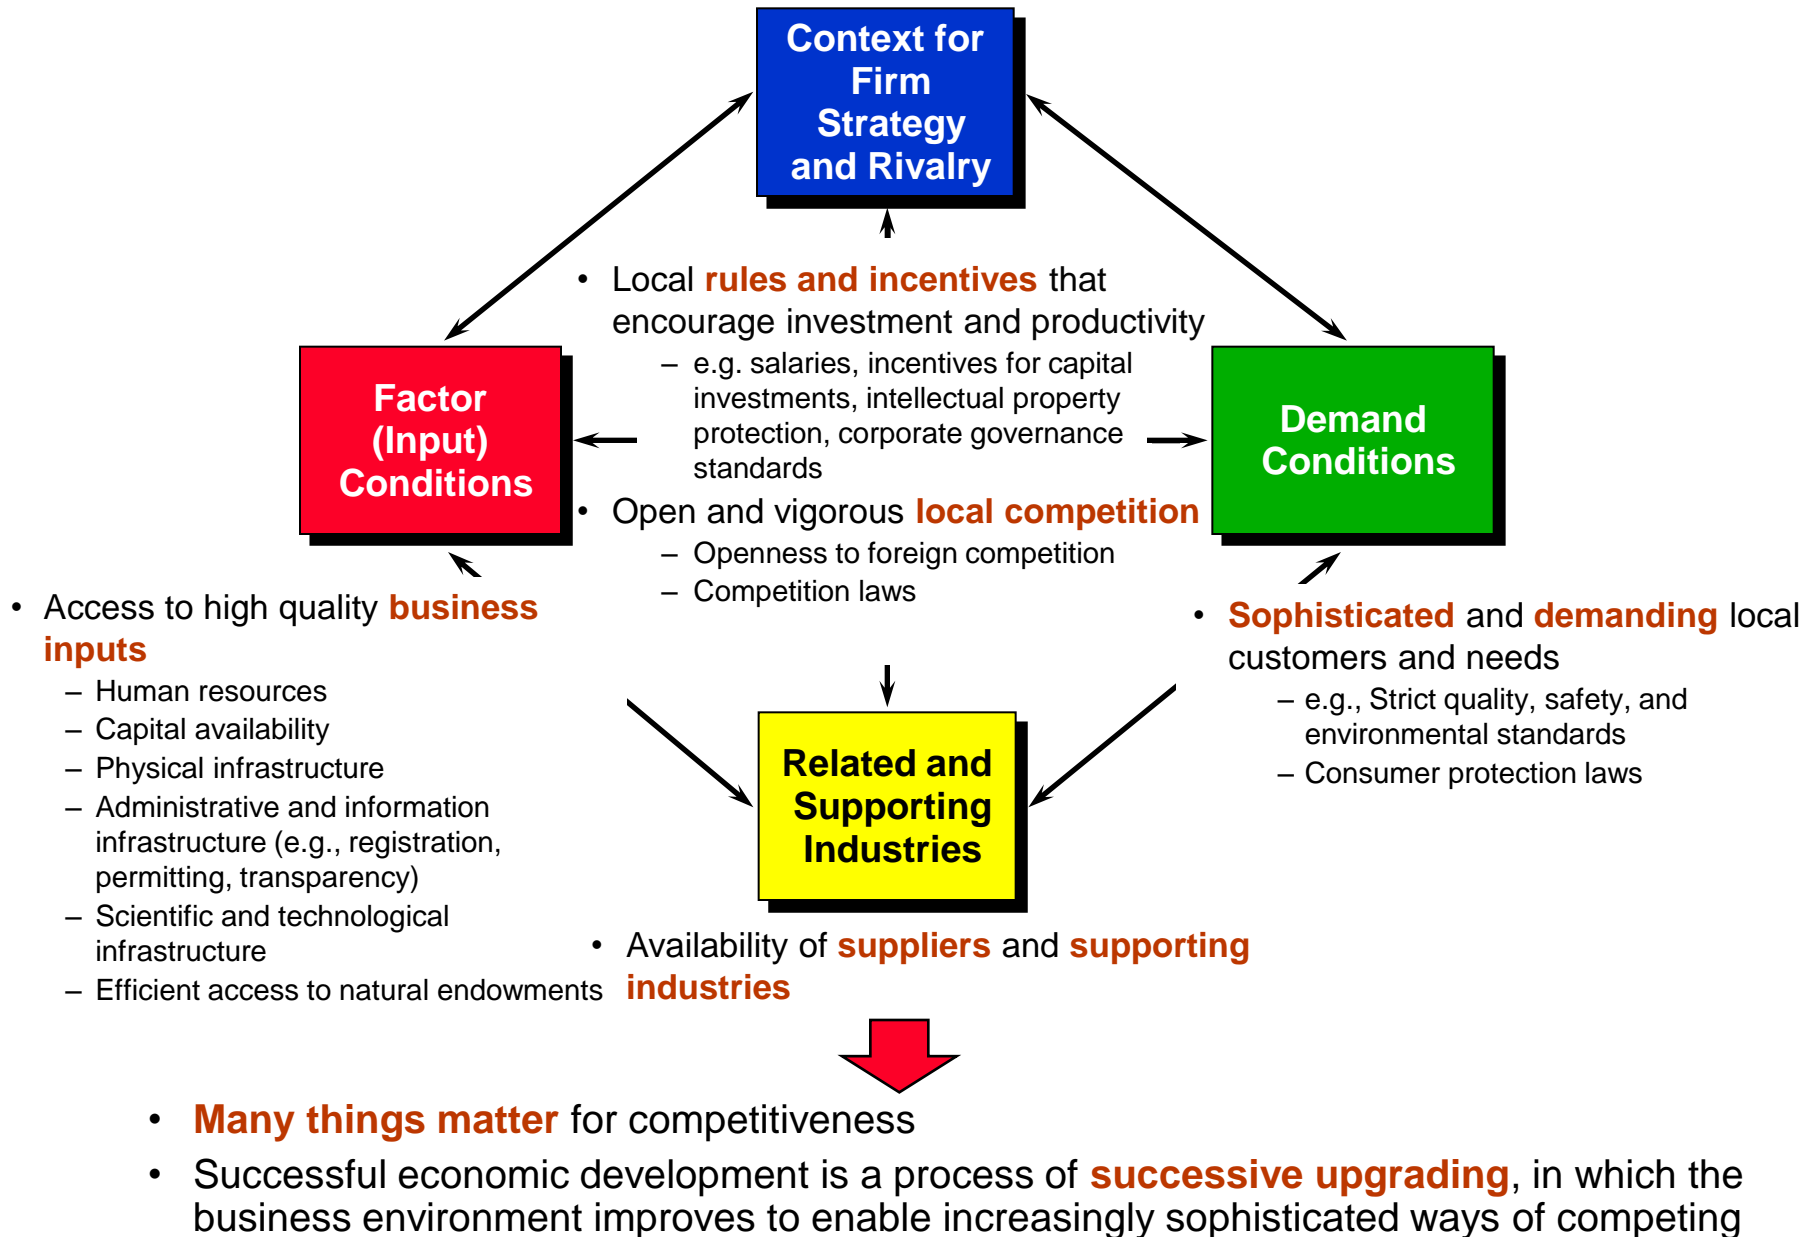 Context for
Firm
Strategy
and Rivalry
• Local rules and incentives that
encourage investment and productivity
– e.g. salaries, incentives for capital
investments, intellectual property
protection, corporate governance
standards
• Open and vigorous local competition
– Openness to foreign competition
– Competition laws
Factor
(Input)
Conditions
Demand
Conditions
• Access to high quality business
inputs
– Human resources
– Capital availability
– Physical infrastructure
– Administrative and information
infrastructure (e.g., registration,
permitting, transparency)
– Scientific and technological
infrastructure
– Efficient access to natural endowments
• Sophisticated and demanding local
customers and needs
– e.g., Strict quality, safety, and
environmental standards
– Consumer protection laws
Related and
Supporting
Industries
• Availability of suppliers and supporting
industries
• Many things matter for competitiveness
• Successful economic development is a process of successive upgrading, in which the
business environment improves to enable increasingly sophisticated ways of competing